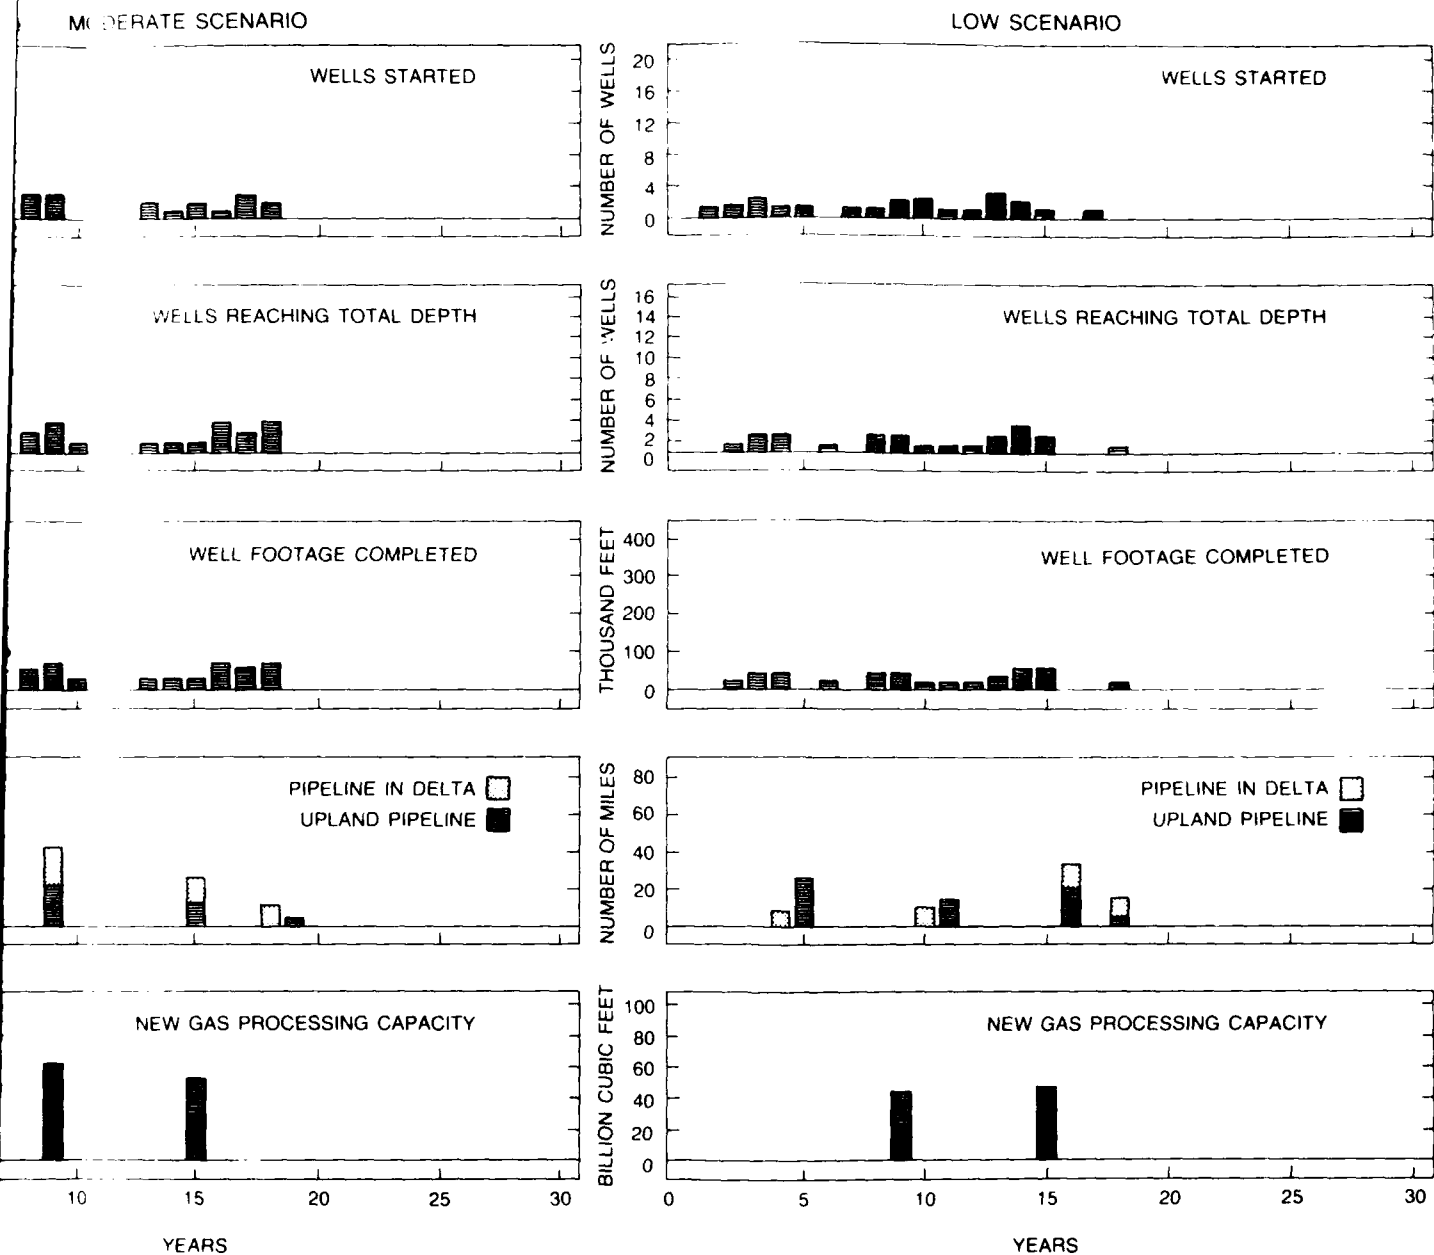 MODERATE SCENARIO
WELLS STARTED
WELLS REACHING TOTAL DEPTH
WELL FOOTAGE COMPLETED
PIPELINE IN DELTA
UPLAND PIPELINE
NEW GAS PROCESSING CAPACITY
10 15 20 25 30
YEARS
LOW SCENARIO
NUMBER OF WELLS
20
16
12
8
4
0
WELLS STARTED
NUMBER OF WELLS
16
14
12
10
8
6
4
2
0
WELLS REACHING TOTAL DEPTH
THOUSAND FEET
400
300
200
100
0
WELL FOOTAGE COMPLETED
NUMBER OF MILES
80
60
40
20
0
PIPELINE IN DELTA
UPLAND PIPELINE
BILLION CUBIC FEET
100
80
60
40
20
0
NEW GAS PROCESSING CAPACITY
0 5 10 15 20 25 30
YEARS